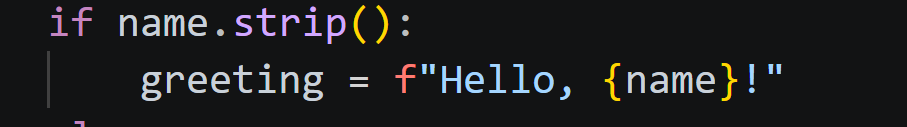 if name.strip():
    greeting = f"Hello, {name}!"